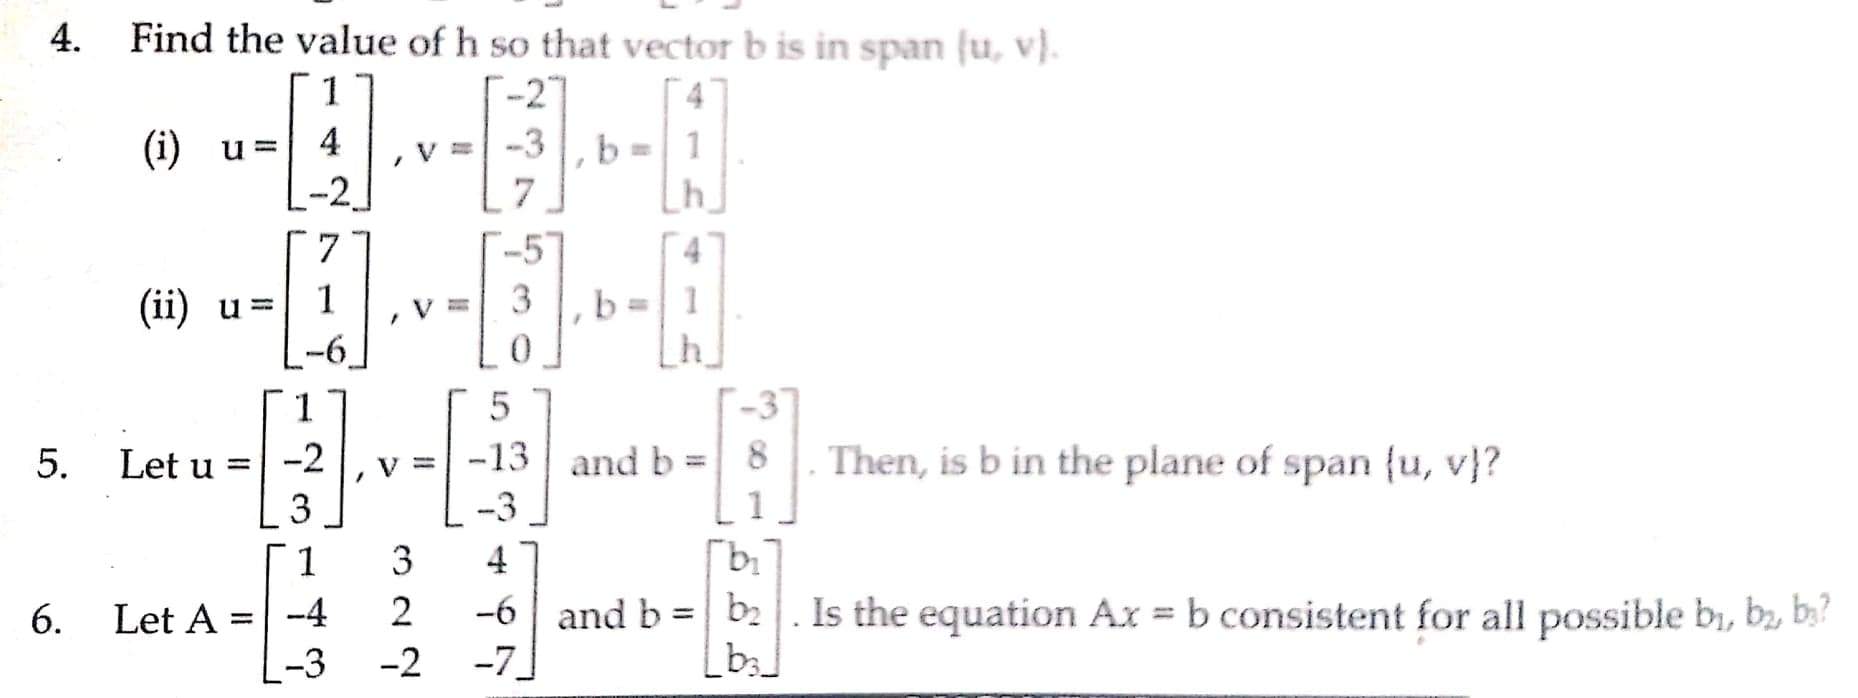 4. Find the value of h so that vector b is in span {u, v}.
(i) u = [1 4 -2], v = [-2 -3 7], b = [4 1 h].
(ii) u = [7 1 -6], v = [-5 3 0], b = [4 1 h].
5. Let u = [1 -2 3], v = [5 -13 -3] and b = [-3 8 1]. Then, is b in the plane of span {u, v}?
6. Let A = [1 3 4 -4 2 -6 -3 -2 -7] and b = [b₁ b₂ b₃]. Is the equation Ax = b consistent for all possible b₁, b₂, b₃?